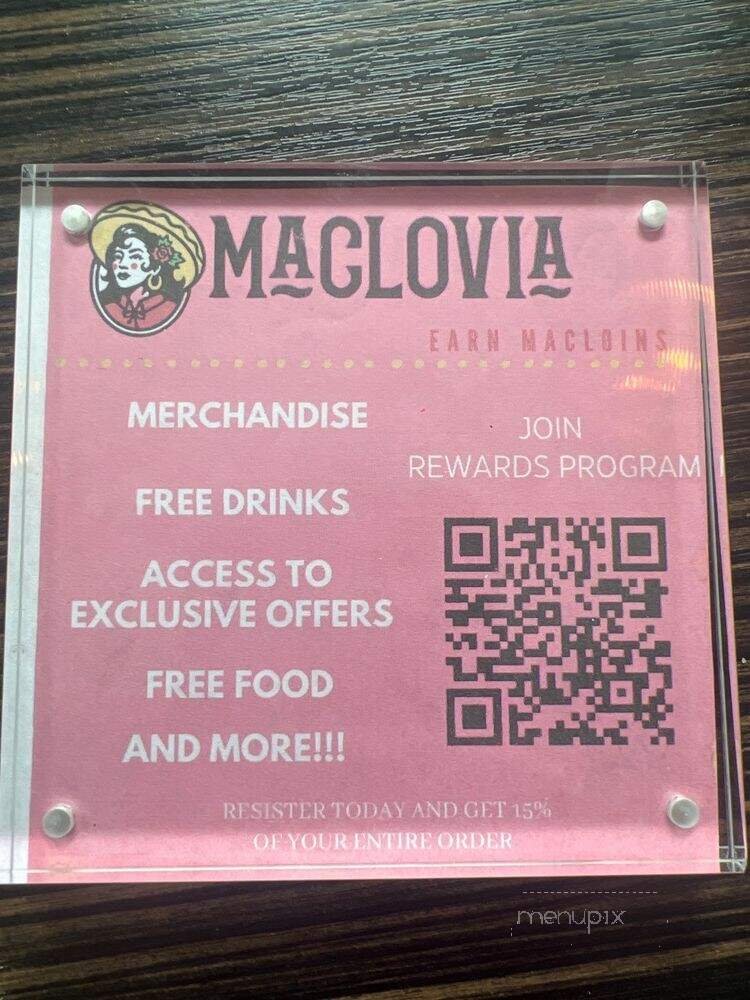 MACLOVIA
EARN MACLOINS
MERCHANDISE
JOIN
REWARDS PROGRAM
FREE DRINKS
ACCESS TO
EXCLUSIVE OFFERS
FREE FOOD
AND MORE!!!
RESISTER TODAY AND GET 15%
OF YOUR ENTIRE ORDER
menupix